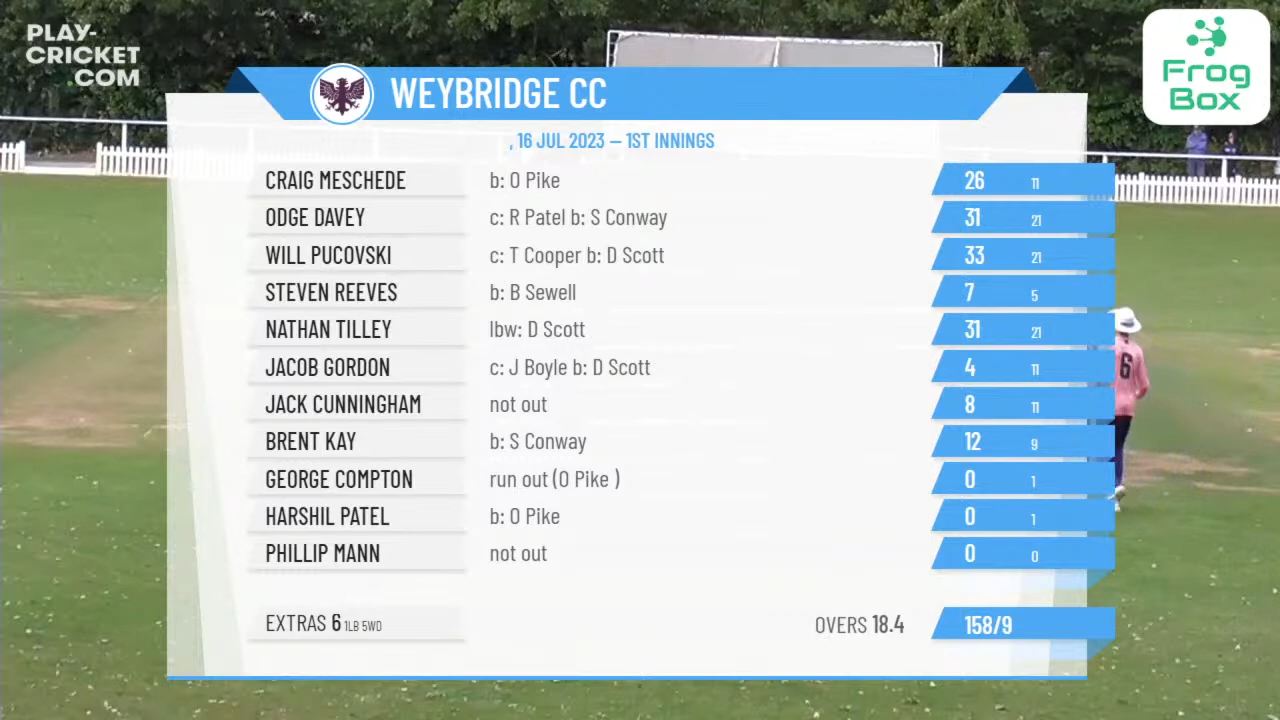 PLAY-
CRICKET
.COM
Frog
Box
WEYBRIDGE CC
, 16 JUL 2023 – 1ST INNINGS
CRAIG MESCHEDE b: O Pike 26 11
ODGE DAVEY c: R Patel b: S Conway 31 21
WILL PUCOVSKI c: T Cooper b: D Scott 33 21
STEVEN REEVES b: B Sewell 7 5
NATHAN TILLEY lbw: D Scott 31 21
JACOB GORDON c: J Boyle b: D Scott 4 11
JACK CUNNINGHAM not out 8 11
BRENT KAY b: S Conway 12 9
GEORGE COMPTON run out (O Pike ) 0 1
HARSHIL PATEL b: O Pike 0 1
PHILLIP MANN not out 0 0
EXTRAS 6 1LB 5WD OVERS 18.4 158/9
6